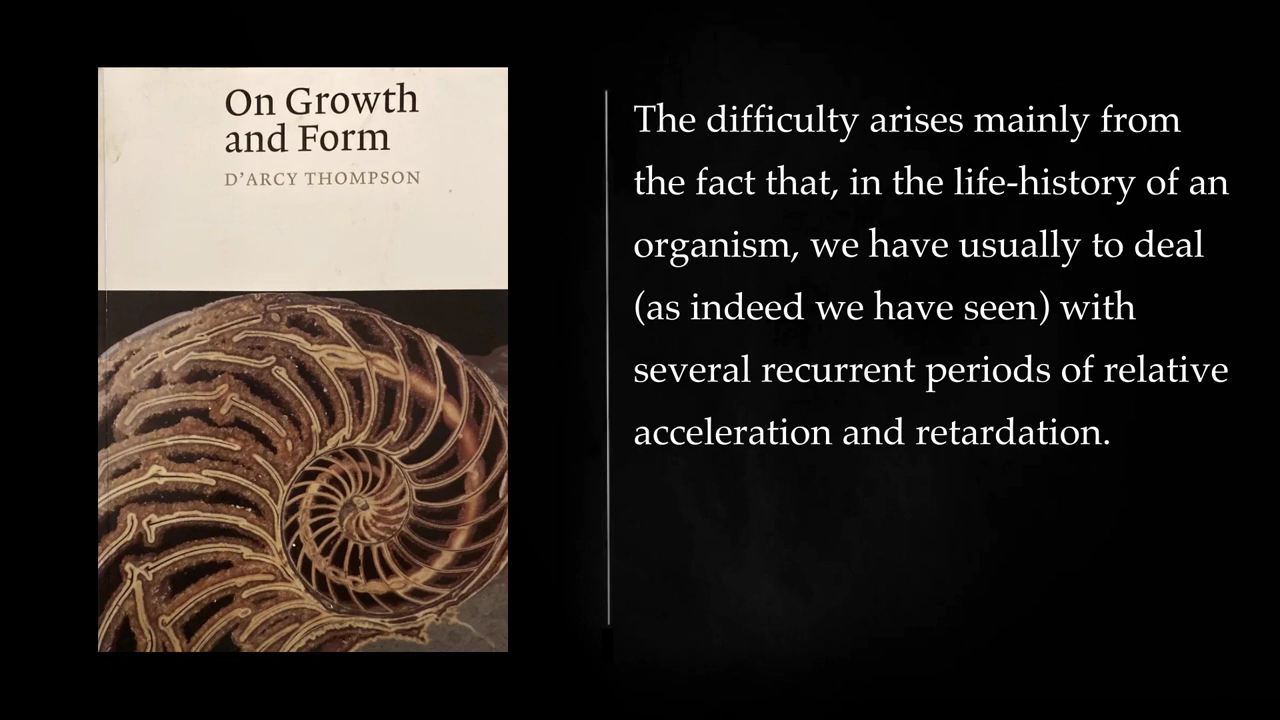 On Growth
and Form
D'ARCY THOMPSON
The difficulty arises mainly from
the fact that, in the life-history of an
organism, we have usually to deal
(as indeed we have seen) with
several recurrent periods of relative
acceleration and retardation.